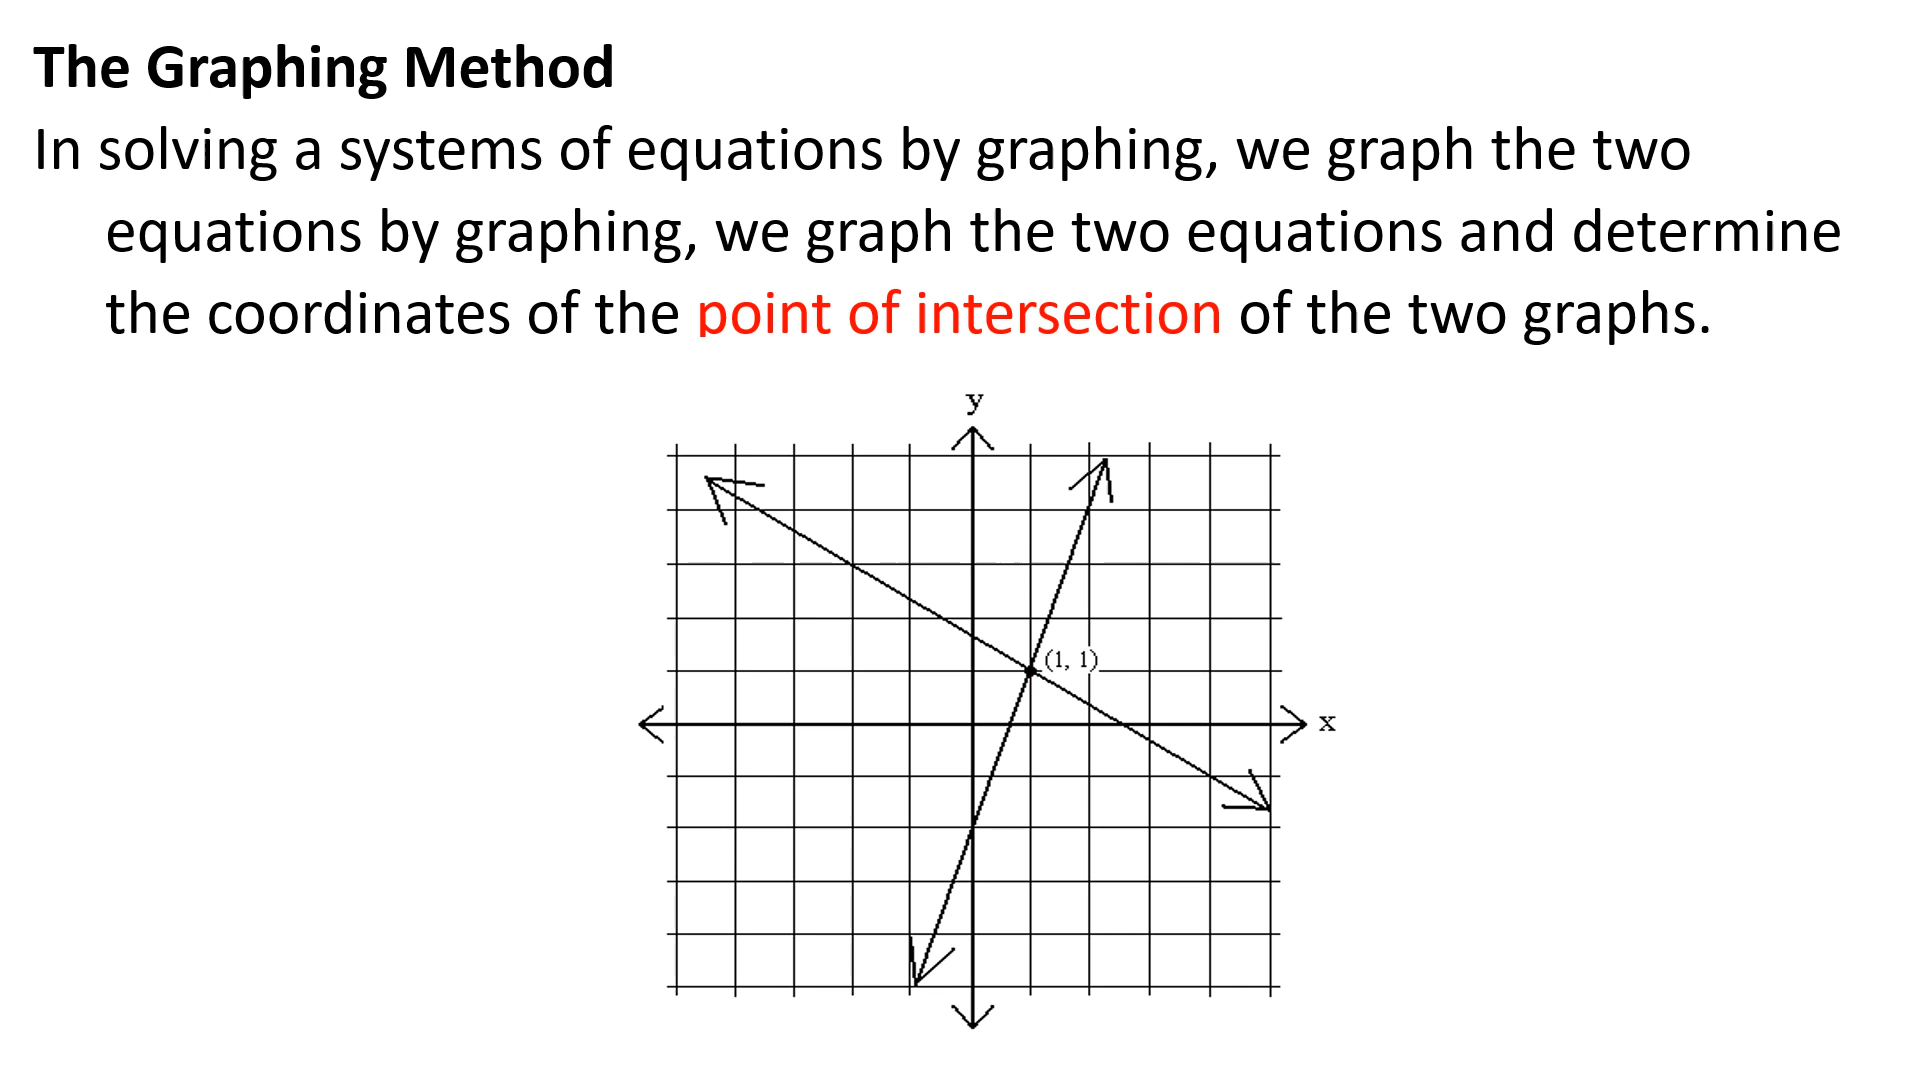 The Graphing Method
In solving a systems of equations by graphing, we graph the two
equations by graphing, we graph the two equations and determine
the coordinates of the point of intersection of the two graphs.
y
(1, 1)
x